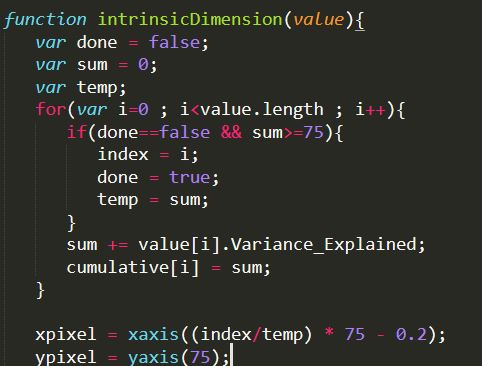 function intrinsicDimension(value){
var done = false;
var sum = 0;
var temp;
for(var i=0 ; i<value.length ; i++){
if(done==false && sum>=75){
index = i;
done = true;
temp = sum;
}
sum += value[i].Variance_Explained;
cumulative[i] = sum;
}
xpixel = xaxis((index/temp) * 75 - 0.2);
ypixel = yaxis(75);